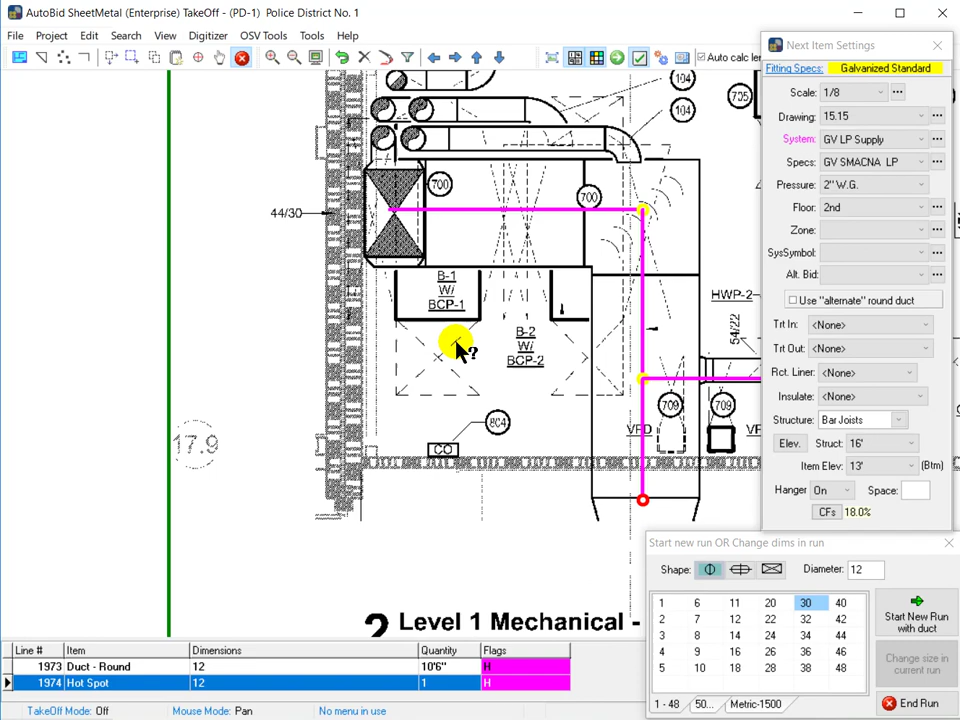 AutoBid SheetMetal (Enterprise) TakeOff - (PD-1)  Police District No. 1
File Project Edit Search View Digitizer OSV Tools Tools Help
Auto calc
Next Item Settings
Fitting Specs: Galvanized Standard
Scale: 1/8
Drawing: 15.15
System: GV LP Supply
Specs: GV SMACNA LP
Pressure: 2" W.G.
Floor: 2nd
Zone:
SysSymbol:
Alt. Bid:
Use "alternate" round duct
Trt In: <None>
Trt Out: <None>
Rct. Liner: <None>
Insulate: <None>
Structure: Bar Joists
Elev. Struct: 16'
Item Elev: 13' (Btm)
Hanger On Space:
CFs 18.0%
104
104
705
700
700
44/30
B-1
W/
BCP-1
B-2
W/
BCP-2
HWP-2
54/22
709
709
VFD
804
CO
17.9
2 Level 1 Mechanical -
Start new run OR Change dims in run
Shape: Diameter: 12
1 6 11 20 30 40
2 7 12 22 32 42
3 8 14 24 34 44
4 9 16 26 36 46
5 10 18 28 38 48
1 - 48 50... Metric-1500
Start New Run
with duct
Change size in
current run
End Run
Line # Item Dimensions Quantity Flags
1973 Duct - Round 12 10'6" H
1974 Hot Spot 12 1 H
TakeOff Mode: Off Mouse Mode: Pan No menu in use